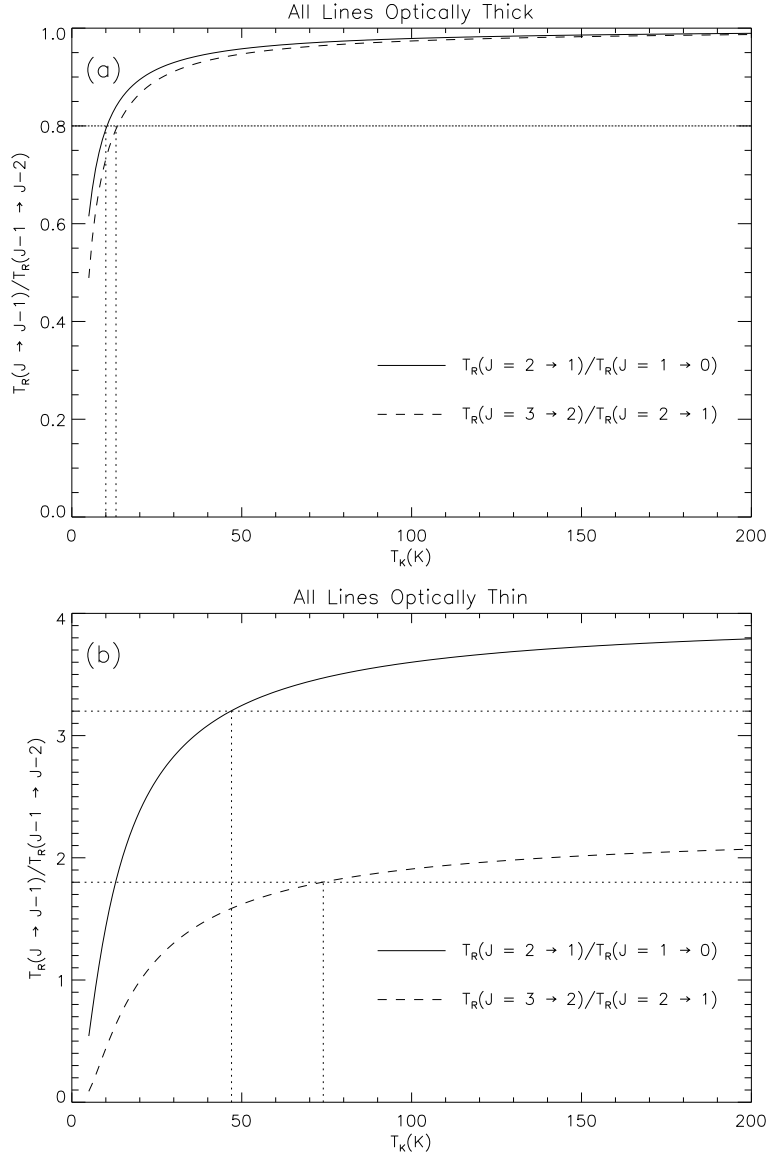 All Lines Optically Thick
(a)
1.0
0.8
0.6
0.4
0.2
0.0
T_R(J → J−1)/T_R(J−1 → J−2)
T_R(J = 2 → 1)/T_R(J = 1 → 0)
T_R(J = 3 → 2)/T_R(J = 2 → 1)
0 50 100 150 200
T_K(K)
All Lines Optically Thin
(b)
4
3
2
1
0
T_R(J → J−1)/T_R(J−1 → J−2)
T_R(J = 2 → 1)/T_R(J = 1 → 0)
T_R(J = 3 → 2)/T_R(J = 2 → 1)
0 50 100 150 200
T_K(K)